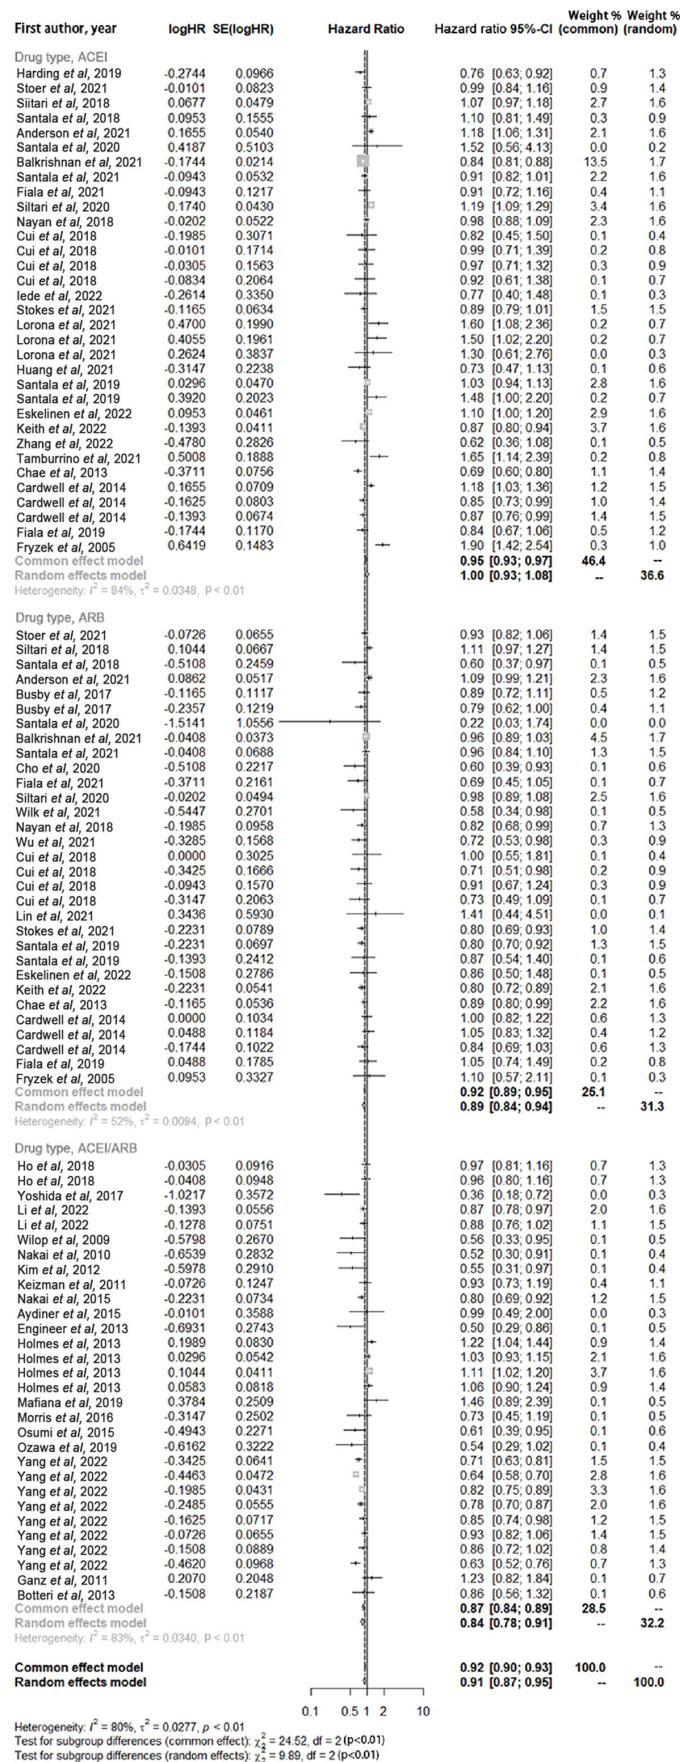 First author, year logHR SE(logHR) Hazard Ratio Hazard ratio 95%-CI Weight % (common) Weight % (random)
Drug type, ACEI
Harding et al, 2019 -0.2744 0.0966 0.76 [0.63; 0.92] 0.7 1.3
Stoer et al, 2021 -0.0101 0.0823 0.99 [0.84; 1.16] 0.9 1.4
Siitari et al, 2018 0.0677 0.0479 1.07 [0.97; 1.18] 2.7 1.6
Santala et al, 2018 0.0953 0.1555 1.10 [0.81; 1.49] 0.3 0.9
Anderson et al, 2021 0.1655 0.0540 1.18 [1.06; 1.31] 2.1 1.6
Santala et al, 2020 0.4187 0.5103 1.52 [0.56; 4.13] 0.0 0.2
Balkrishnan et al, 2021 -0.1744 0.0214 0.84 [0.81; 0.88] 13.5 1.7
Santala et al, 2021 -0.0943 0.0532 0.91 [0.82; 1.01] 2.2 1.6
Fiala et al, 2021 -0.0943 0.1217 0.91 [0.72; 1.16] 0.4 1.1
Siltari et al, 2020 0.1740 0.0430 1.19 [1.09; 1.29] 3.4 1.6
Nayan et al, 2018 -0.0202 0.0522 0.98 [0.88; 1.09] 2.3 1.6
Cui et al, 2018 -0.1985 0.3071 0.82 [0.45; 1.50] 0.1 0.4
Cui et al, 2018 -0.0101 0.1714 0.99 [0.71; 1.39] 0.2 0.8
Cui et al, 2018 -0.0305 0.1563 0.97 [0.71; 1.32] 0.3 0.9
Cui et al, 2018 -0.0834 0.2064 0.92 [0.61; 1.38] 0.1 0.7
Iede et al, 2022 -0.2614 0.3350 0.77 [0.40; 1.48] 0.1 0.3
Stokes et al, 2021 -0.1165 0.0634 0.89 [0.79; 1.01] 1.5 1.5
Lorona et al, 2021 0.4700 0.1990 1.60 [1.08; 2.36] 0.2 0.7
Lorona et al, 2021 0.4055 0.1961 1.50 [1.02; 2.20] 0.2 0.7
Lorona et al, 2021 0.2624 0.3837 1.30 [0.61; 2.76] 0.0 0.3
Huang et al, 2021 -0.3147 0.2238 0.73 [0.47; 1.13] 0.1 0.6
Santala et al, 2019 0.0296 0.0470 1.03 [0.94; 1.13] 2.8 1.6
Santala et al, 2019 0.3920 0.2023 1.48 [1.00; 2.20] 0.2 0.7
Eskelinen et al, 2022 0.0953 0.0461 1.10 [1.00; 1.20] 2.9 1.6
Keith et al, 2022 -0.1393 0.0411 0.87 [0.80; 0.94] 3.7 1.6
Zhang et al, 2022 -0.4780 0.2826 0.62 [0.36; 1.08] 0.1 0.5
Tamburrino et al, 2021 0.5008 0.1888 1.65 [1.14; 2.39] 0.2 0.8
Chae et al, 2013 -0.3711 0.0756 0.69 [0.60; 0.80] 1.1 1.4
Cardwell et al, 2014 0.1655 0.0709 1.18 [1.03; 1.36] 1.2 1.5
Cardwell et al, 2014 -0.1625 0.0803 0.85 [0.73; 0.99] 1.0 1.4
Cardwell et al, 2014 -0.1393 0.0674 0.87 [0.76; 0.99] 1.4 1.5
Fiala et al, 2019 -0.1744 0.1170 0.84 [0.67; 1.06] 0.5 1.2
Fryzek et al, 2005 0.6419 0.1483 1.90 [1.42; 2.54] 0.3 1.0
Common effect model 0.95 [0.93; 0.97] 46.4 --
Random effects model 1.00 [0.93; 1.08] -- 36.6
Heterogeneity: I² = 84%, τ² = 0.0348, p < 0.01
Drug type, ARB
Stoer et al, 2021 -0.0726 0.0655 0.93 [0.82; 1.06] 1.4 1.5
Siltari et al, 2018 0.1044 0.0667 1.11 [0.97; 1.27] 1.4 1.5
Santala et al, 2018 -0.5108 0.2459 0.60 [0.37; 0.97] 0.1 0.5
Anderson et al, 2021 0.0862 0.0517 1.09 [0.99; 1.21] 2.3 1.6
Busby et al, 2017 -0.1165 0.1117 0.89 [0.72; 1.11] 0.5 1.2
Busby et al, 2017 -0.2357 0.1219 0.79 [0.62; 1.00] 0.4 1.1
Santala et al, 2020 -1.5141 1.0556 0.22 [0.03; 1.74] 0.0 0.0
Balkrishnan et al, 2021 -0.0408 0.0373 0.96 [0.89; 1.03] 4.5 1.7
Santala et al, 2021 -0.0408 0.0688 0.96 [0.84; 1.10] 1.3 1.5
Cho et al, 2020 -0.5108 0.2217 0.60 [0.39; 0.93] 0.1 0.6
Fiala et al, 2021 -0.3711 0.2161 0.69 [0.45; 1.05] 0.1 0.7
Siltari et al, 2020 -0.0202 0.0494 0.98 [0.89; 1.08] 2.5 1.6
Wilk et al, 2021 -0.5447 0.2701 0.58 [0.34; 0.98] 0.1 0.5
Nayan et al, 2018 -0.1985 0.0958 0.82 [0.68; 0.99] 0.7 1.3
Wu et al, 2021 -0.3285 0.1568 0.72 [0.53; 0.98] 0.3 0.9
Cui et al, 2018 0.0000 0.3025 1.00 [0.55; 1.81] 0.1 0.4
Cui et al, 2018 -0.3425 0.1666 0.71 [0.51; 0.98] 0.2 0.9
Cui et al, 2018 -0.0943 0.1570 0.91 [0.67; 1.24] 0.3 0.9
Cui et al, 2018 -0.3147 0.2063 0.73 [0.49; 1.09] 0.1 0.7
Lin et al, 2021 0.3436 0.5930 1.41 [0.44; 4.51] 0.0 0.1
Stokes et al, 2021 -0.2231 0.0789 0.80 [0.69; 0.93] 1.0 1.4
Santala et al, 2019 -0.2231 0.0697 0.80 [0.70; 0.92] 1.3 1.5
Santala et al, 2019 -0.1393 0.2412 0.87 [0.54; 1.40] 0.1 0.6
Eskelinen et al, 2022 -0.1508 0.2786 0.86 [0.50; 1.48] 0.1 0.5
Keith et al, 2022 -0.2231 0.0541 0.80 [0.72; 0.89] 2.1 1.6
Chae et al, 2013 -0.1165 0.0536 0.89 [0.80; 0.99] 2.2 1.6
Cardwell et al, 2014 0.0000 0.1034 1.00 [0.82; 1.22] 0.6 1.3
Cardwell et al, 2014 0.0488 0.1184 1.05 [0.83; 1.32] 0.4 1.2
Cardwell et al, 2014 -0.1744 0.1022 0.84 [0.69; 1.03] 0.6 1.3
Fiala et al, 2019 0.0488 0.1785 1.05 [0.74; 1.49] 0.2 0.8
Fryzek et al, 2005 0.0953 0.3327 1.10 [0.57; 2.11] 0.1 0.3
Common effect model 0.92 [0.89; 0.95] 25.1 --
Random effects model 0.89 [0.84; 0.94] -- 31.3
Heterogeneity: I² = 52%, τ² = 0.0094, p < 0.01
Drug type, ACEI/ARB
Ho et al, 2018 -0.0305 0.0916 0.97 [0.81; 1.16] 0.7 1.3
Ho et al, 2018 -0.0408 0.0948 0.96 [0.80; 1.16] 0.7 1.3
Yoshida et al, 2017 -1.0217 0.3572 0.36 [0.18; 0.72] 0.0 0.3
Li et al, 2022 -0.1393 0.0556 0.87 [0.78; 0.97] 2.0 1.6
Li et al, 2022 -0.1278 0.0751 0.88 [0.76; 1.02] 1.1 1.5
Wilop et al, 2009 -0.5798 0.2670 0.56 [0.33; 0.95] 0.1 0.5
Nakai et al, 2010 -0.6539 0.2832 0.52 [0.30; 0.91] 0.1 0.4
Kim et al, 2012 -0.5978 0.2910 0.55 [0.31; 0.97] 0.1 0.4
Keizman et al, 2011 -0.0726 0.1247 0.93 [0.73; 1.19] 0.4 1.1
Nakai et al, 2015 -0.2231 0.0734 0.80 [0.69; 0.92] 1.2 1.5
Aydiner et al, 2015 -0.0101 0.3588 0.99 [0.49; 2.00] 0.0 0.3
Engineer et al, 2013 -0.6931 0.2743 0.50 [0.29; 0.86] 0.1 0.5
Holmes et al, 2013 0.1989 0.0830 1.22 [1.04; 1.44] 0.9 1.4
Holmes et al, 2013 0.0296 0.0542 1.03 [0.93; 1.15] 2.1 1.6
Holmes et al, 2013 0.1044 0.0411 1.11 [1.02; 1.20] 3.7 1.6
Holmes et al, 2013 0.0583 0.0818 1.06 [0.90; 1.24] 0.9 1.4
Mafiana et al, 2019 0.3784 0.2509 1.46 [0.89; 2.39] 0.1 0.5
Morris et al, 2016 -0.3147 0.2502 0.73 [0.45; 1.19] 0.1 0.5
Osumi et al, 2015 -0.4943 0.2271 0.61 [0.39; 0.95] 0.1 0.6
Ozawa et al, 2019 -0.6162 0.3222 0.54 [0.29; 1.02] 0.1 0.4
Yang et al, 2022 -0.3425 0.0641 0.71 [0.63; 0.81] 1.5 1.5
Yang et al, 2022 -0.4463 0.0472 0.64 [0.58; 0.70] 2.8 1.6
Yang et al, 2022 -0.1985 0.0431 0.82 [0.75; 0.89] 3.3 1.6
Yang et al, 2022 -0.2485 0.0555 0.78 [0.70; 0.87] 2.0 1.6
Yang et al, 2022 -0.1625 0.0717 0.85 [0.74; 0.98] 1.2 1.5
Yang et al, 2022 -0.0726 0.0655 0.93 [0.82; 1.06] 1.4 1.5
Yang et al, 2022 -0.1508 0.0889 0.86 [0.72; 1.02] 0.8 1.4
Yang et al, 2022 -0.4620 0.0968 0.63 [0.52; 0.76] 0.7 1.3
Ganz et al, 2011 0.2070 0.2048 1.23 [0.82; 1.84] 0.1 0.7
Botteri et al, 2013 -0.1508 0.2187 0.86 [0.56; 1.32] 0.1 0.6
Common effect model 0.87 [0.84; 0.89] 28.5 --
Random effects model 0.84 [0.78; 0.91] -- 32.2
Heterogeneity: I² = 83%, τ² = 0.0340, p < 0.01
Common effect model 0.92 [0.90; 0.93] 100.0 --
Random effects model 0.91 [0.87; 0.95] -- 100.0
0.1 0.5 1 2 10
Heterogeneity: I² = 80%, τ² = 0.0277, p < 0.01
Test for subgroup differences (common effect): χ²₂ = 24.52, df = 2 (p<0.01)
Test for subgroup differences (random effects): χ²₂ = 9.89, df = 2 (p<0.01)